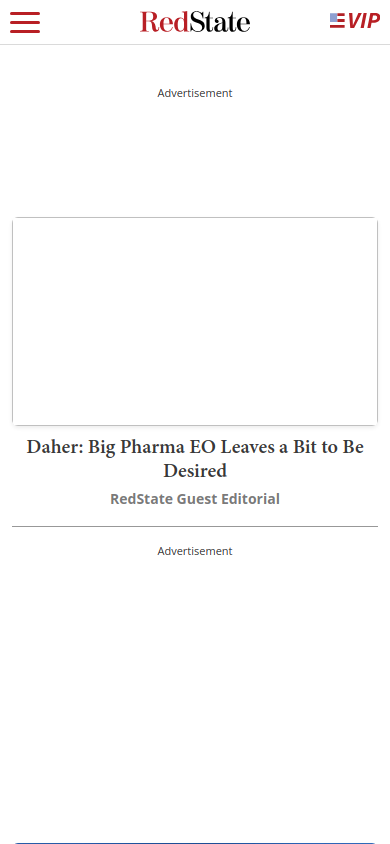 RedState
VIP
Advertisement
Daher: Big Pharma EO Leaves a Bit to Be
Desired
RedState Guest Editorial
Advertisement